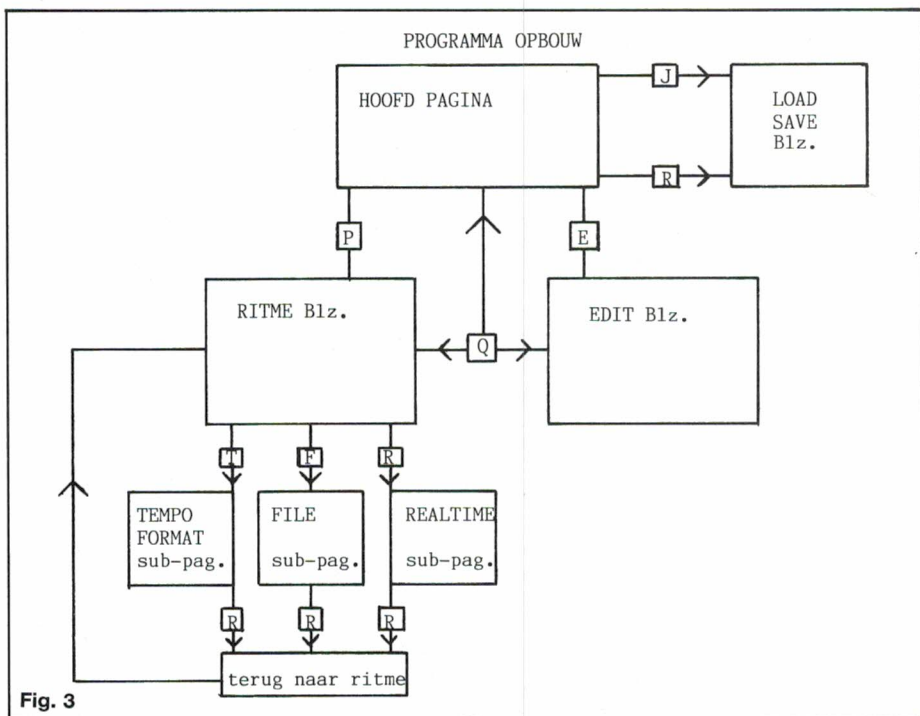 PROGRAMMA OPBOUW
HOOFD PAGINA
J
LOAD
SAVE
Blz.
R
P
E
RITME Blz.
EDIT Blz.
Q
T
F
R
TEMPO
FORMAT
sub-pag.
FILE
sub-pag.
REALTIME
sub-pag.
R
R
R
terug naar ritme
Fig. 3